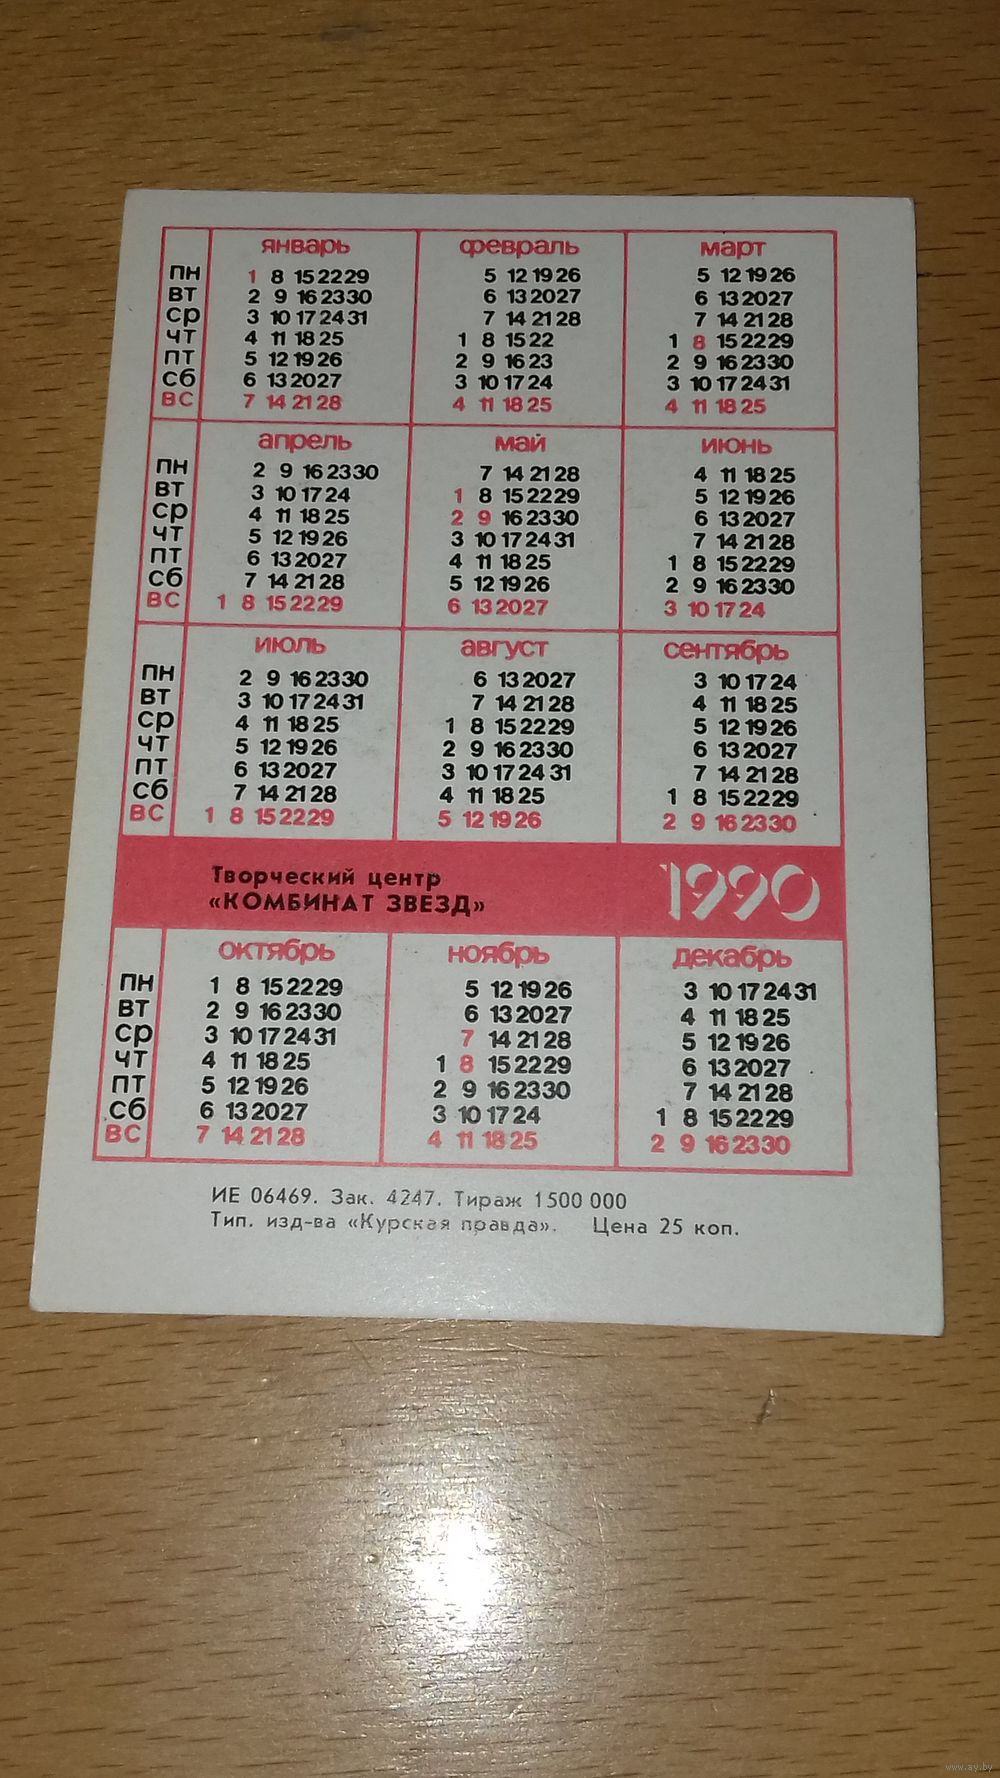 январь февраль март
пн 1 8 15 22 29 5 12 19 26 5 12 19 26
вт 2 9 16 23 30 6 13 20 27 6 13 20 27
ср 3 10 17 24 31 7 14 21 28 7 14 21 28
чт 4 11 18 25 1 8 15 22 1 8 15 22 29
пт 5 12 19 26 2 9 16 23 2 9 16 23 30
сб 6 13 20 27 3 10 17 24 3 10 17 24 31
вс 7 14 21 28 4 11 18 25 4 11 18 25
апрель май июнь
пн 2 9 16 23 30 7 14 21 28 4 11 18 25
вт 3 10 17 24 1 8 15 22 29 5 12 19 26
ср 4 11 18 25 2 9 16 23 30 6 13 20 27
чт 5 12 19 26 3 10 17 24 31 7 14 21 28
пт 6 13 20 27 4 11 18 25 1 8 15 22 29
сб 7 14 21 28 5 12 19 26 2 9 16 23 30
вс 1 8 15 22 29 6 13 20 27 3 10 17 24
июль август сентябрь
пн 2 9 16 23 30 6 13 20 27 3 10 17 24
вт 3 10 17 24 31 7 14 21 28 4 11 18 25
ср 4 11 18 25 1 8 15 22 29 5 12 19 26
чт 5 12 19 26 2 9 16 23 30 6 13 20 27
пт 6 13 20 27 3 10 17 24 31 7 14 21 28
сб 7 14 21 28 4 11 18 25 1 8 15 22 29
вс 1 8 15 22 29 5 12 19 26 2 9 16 23 30
Творческий центр
«КОМБИНАТ ЗВЕЗД» 1990
октябрь ноябрь декабрь
пн 1 8 15 22 29 5 12 19 26 3 10 17 24 31
вт 2 9 16 23 30 6 13 20 27 4 11 18 25
ср 3 10 17 24 31 7 14 21 28 5 12 19 26
чт 4 11 18 25 1 8 15 22 29 6 13 20 27
пт 5 12 19 26 2 9 16 23 30 7 14 21 28
сб 6 13 20 27 3 10 17 24 1 8 15 22 29
вс 7 14 21 28 4 11 18 25 2 9 16 23 30
ИЕ 06469. Зак. 4247. Тираж 1 500 000
Тип. изд-ва «Курская правда». Цена 25 коп.
www.ay.by